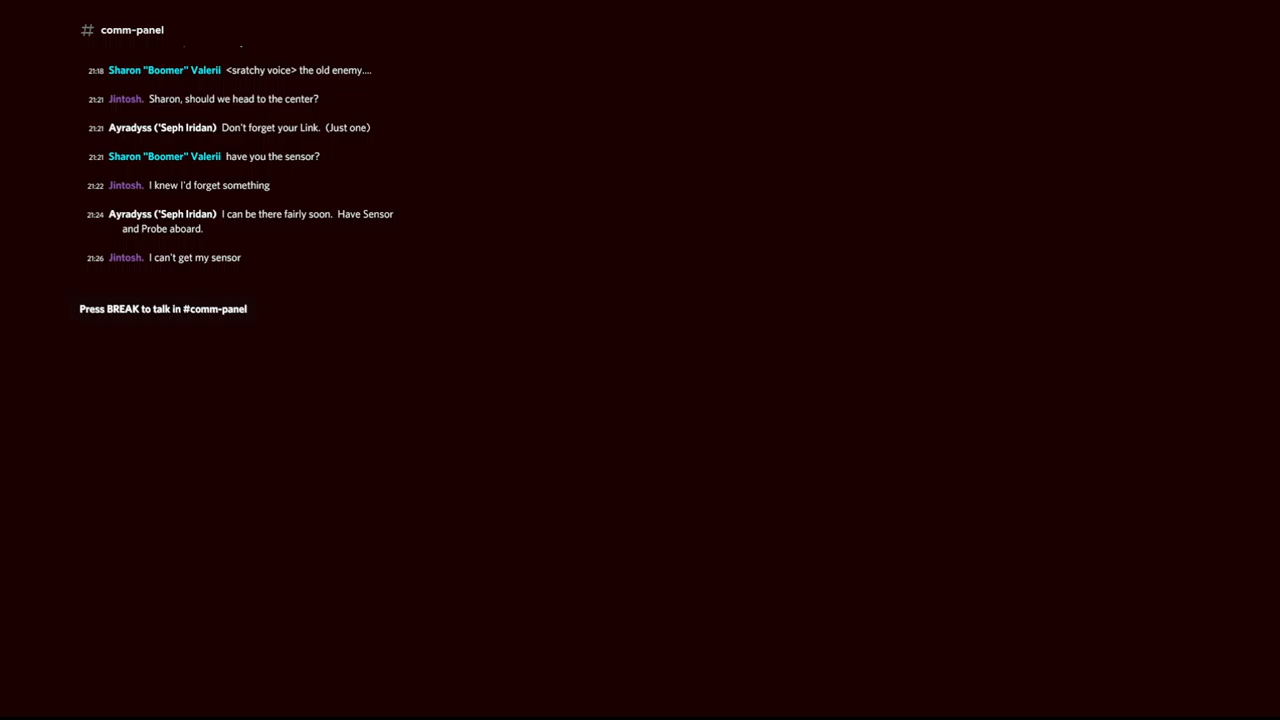 # comm-panel
21:18 Sharon "Boomer" Valerii <sratchy voice> the old enemy....
21:21 Jintosh. Sharon, should we head to the center?
21:21 Ayradyss ('Seph Iridan) Don't forget your Link. (Just one)
21:21 Sharon "Boomer" Valerii have you the sensor?
21:22 Jintosh. I knew I'd forget something
21:24 Ayradyss ('Seph Iridan) I can be there fairly soon. Have Sensor
and Probe aboard.
21:26 Jintosh. I can't get my sensor
Press BREAK to talk in #comm-panel